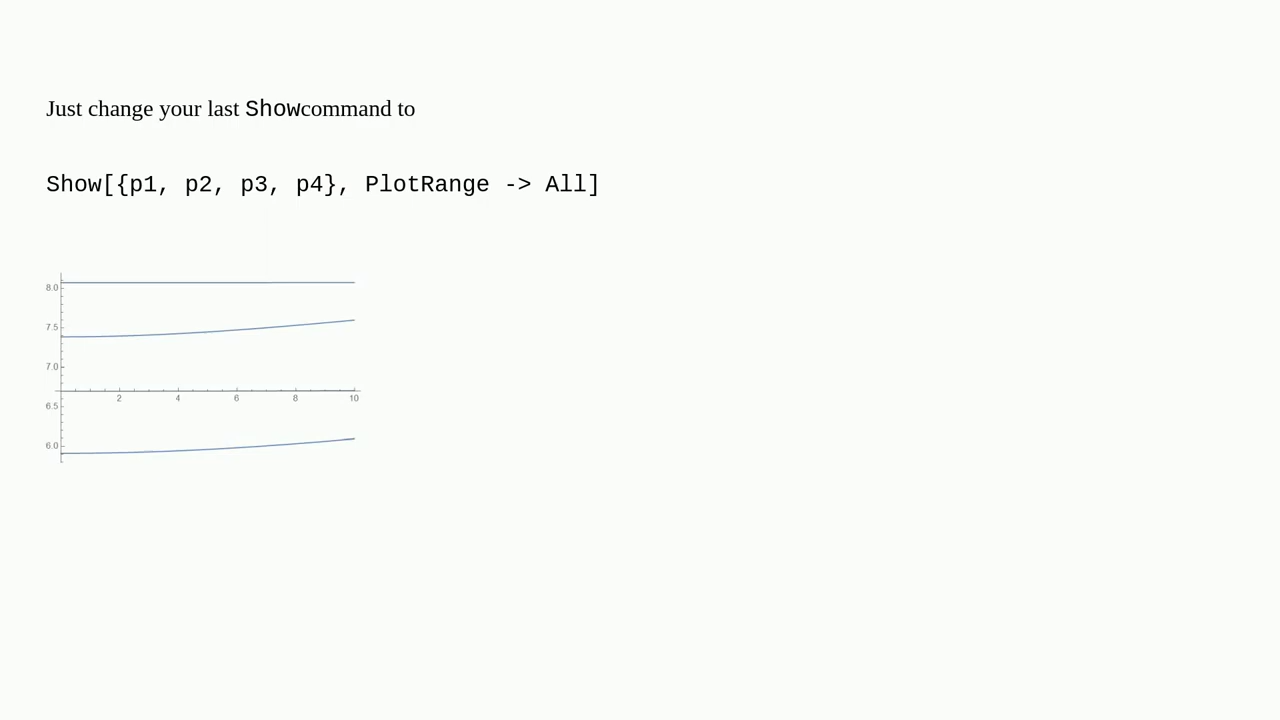 Just change your last Showcommand to
Show[{p1, p2, p3, p4}, PlotRange -> All]
8.0
7.5
7.0
2 4 6 8 10
6.5
6.0